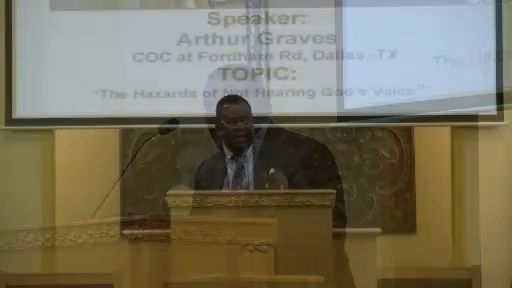 Speaker:
Arthur Graves
COC at Fordham Rd, Dallas, TX
TOPIC:
"The Hazards of Not Hearing God's Voice"